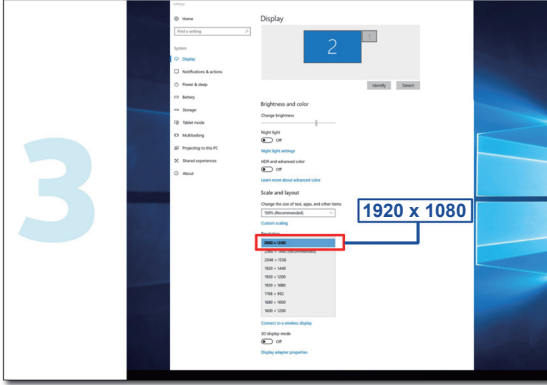 Settings
3
Home
Find a setting
System
Display
Notifications & actions
Power & sleep
Battery
Storage
Tablet mode
Multitasking
Projecting to this PC
Shared experiences
About
Display
2
1
Identify
Detect
Brightness and color
Change brightness
Night light
Off
Night light settings
HDR and advanced color
Off
Learn more about advanced color
Scale and layout
Change the size of text, apps, and other items
100% (Recommended)
Custom scaling
1920 x 1080
Resolution
2048 × 1536
1920 × 1440
1920 × 1200
1920 × 1080
1768 × 992
1680 × 1050
1600 × 1200
Connect to a wireless display
3D display mode
Off
Display adapter properties